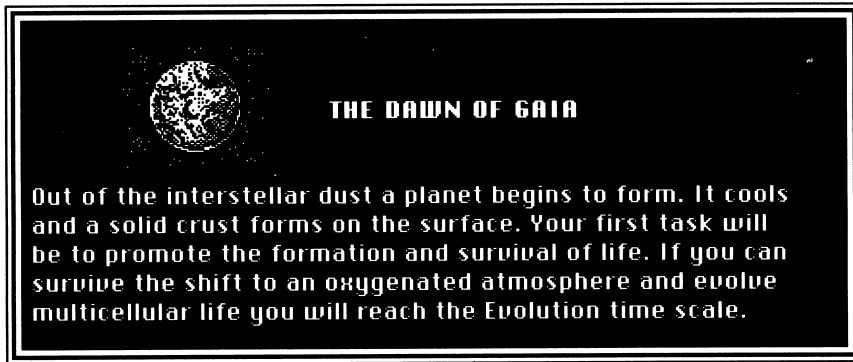 THE DAWN OF GAIA
Out of the interstellar dust a planet begins to form. It cools
and a solid crust forms on the surface. Your first task will
be to promote the formation and survival of life. If you can
survive the shift to an oxygenated atmosphere and evolve
multicellular life you will reach the Evolution time scale.